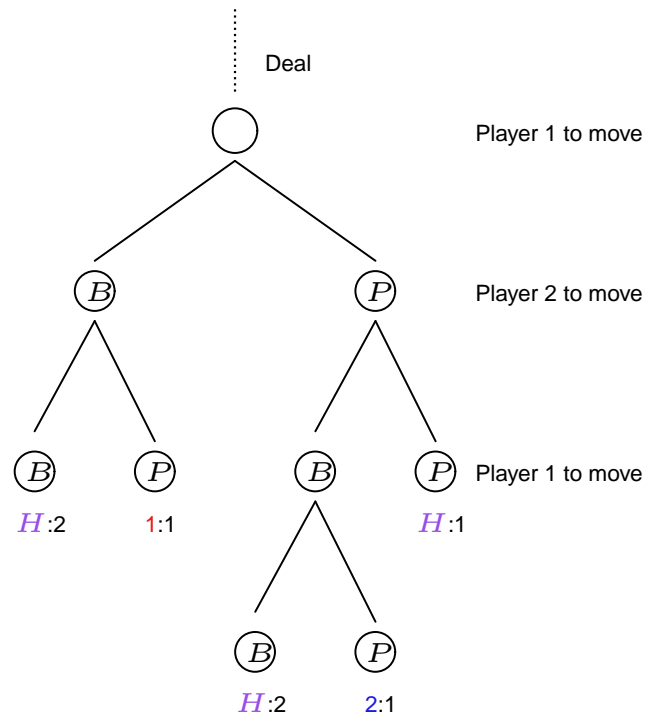 Deal
Player 1 to move
B P Player 2 to move
B P B P Player 1 to move
H:2 1:1 H:1
B P
H:2 2:1